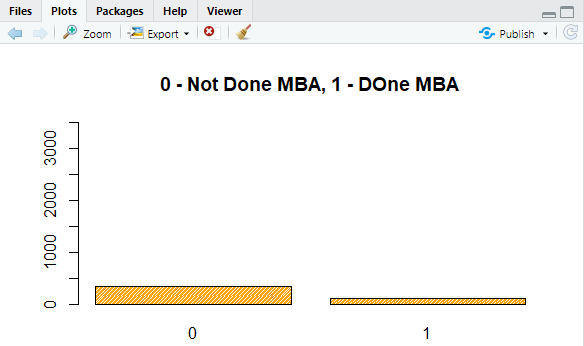 Files Plots Packages Help Viewer
Zoom Export Publish
0 - Not Done MBA, 1 - DOne MBA
3000
2000
1000
0
0 1